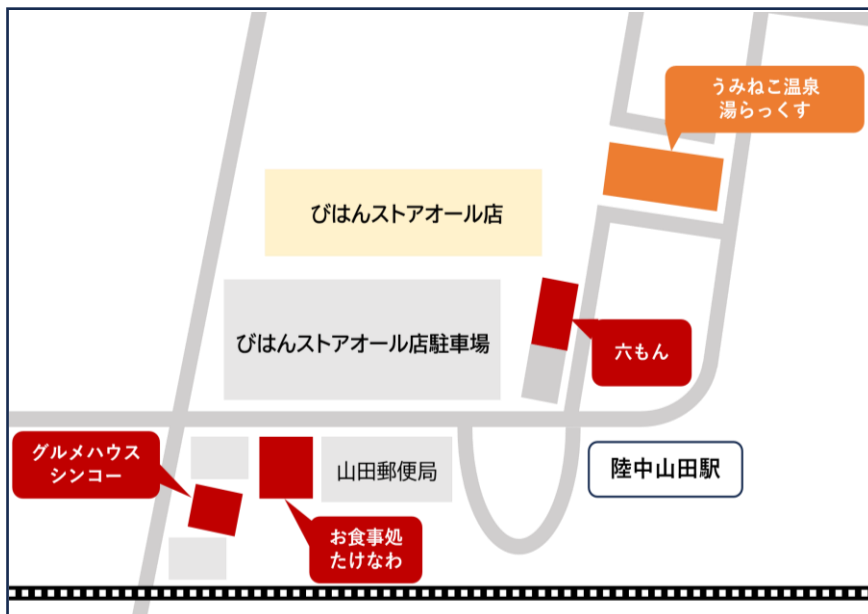 うみねこ温泉
湯らっくす
びはんストアオール店
びはんストアオール店駐車場
六もん
グルメハウス
シンコー
山田郵便局
陸中山田駅
お食事処
たけなわ